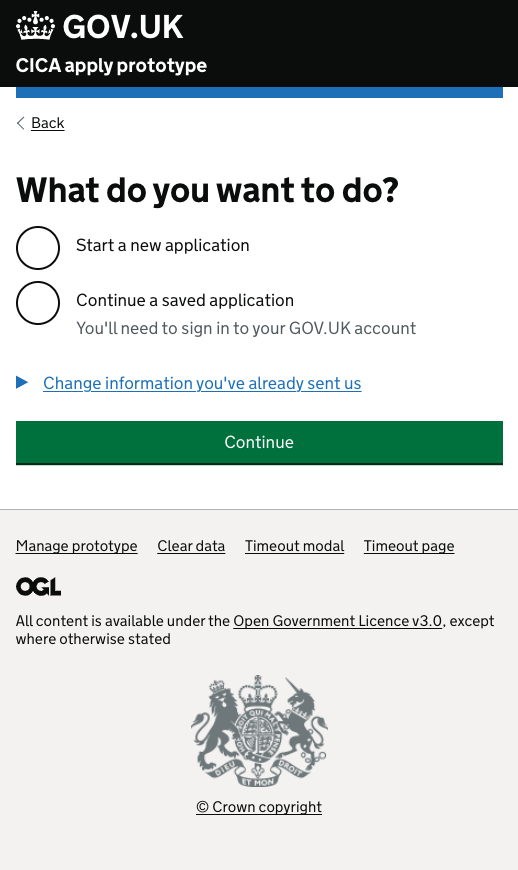 GOV.UK
CICA apply prototype
Back
What do you want to do?
Start a new application
Continue a saved application
You'll need to sign in to your GOV.UK account
Change information you've already sent us
Continue
Manage prototype Clear data Timeout modal Timeout page
OGL
All content is available under the Open Government Licence v3.0, except
where otherwise stated
DIEU ET MON DROIT
© Crown copyright